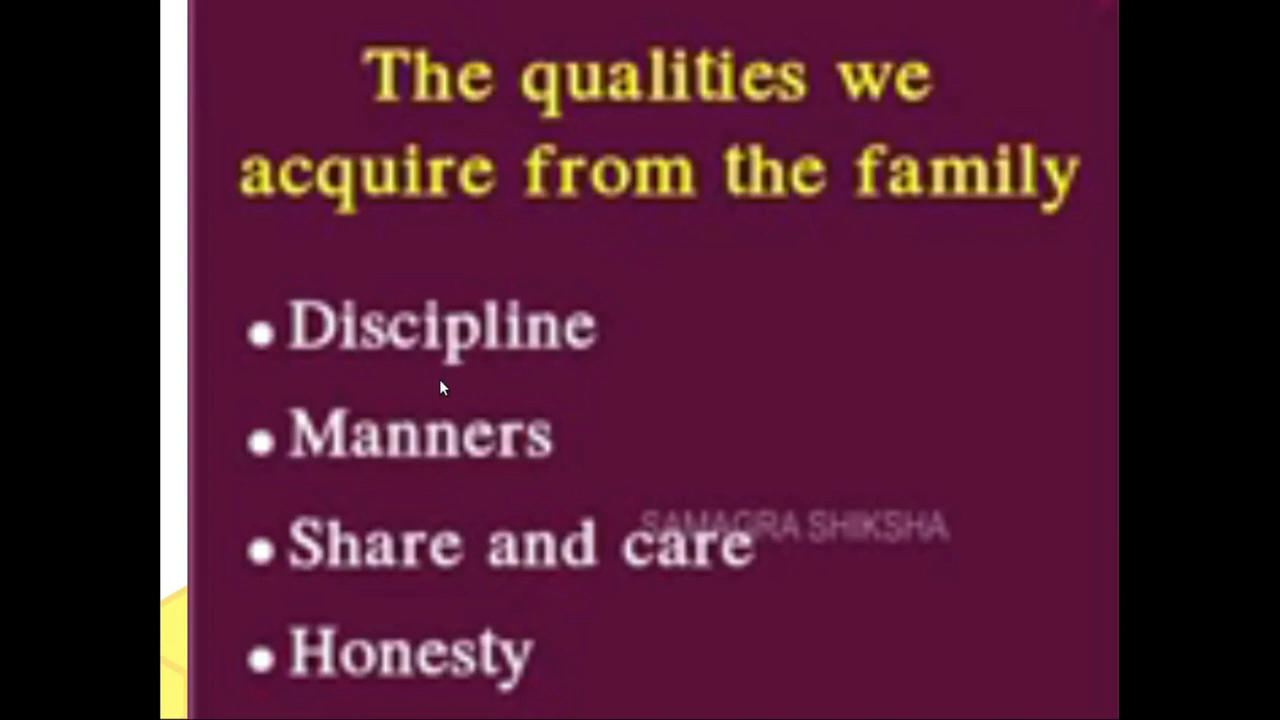 The qualities we
acquire from the family
• Discipline
• Manners
• Share and care
SAMAGRA SHIKSHA
• Honesty